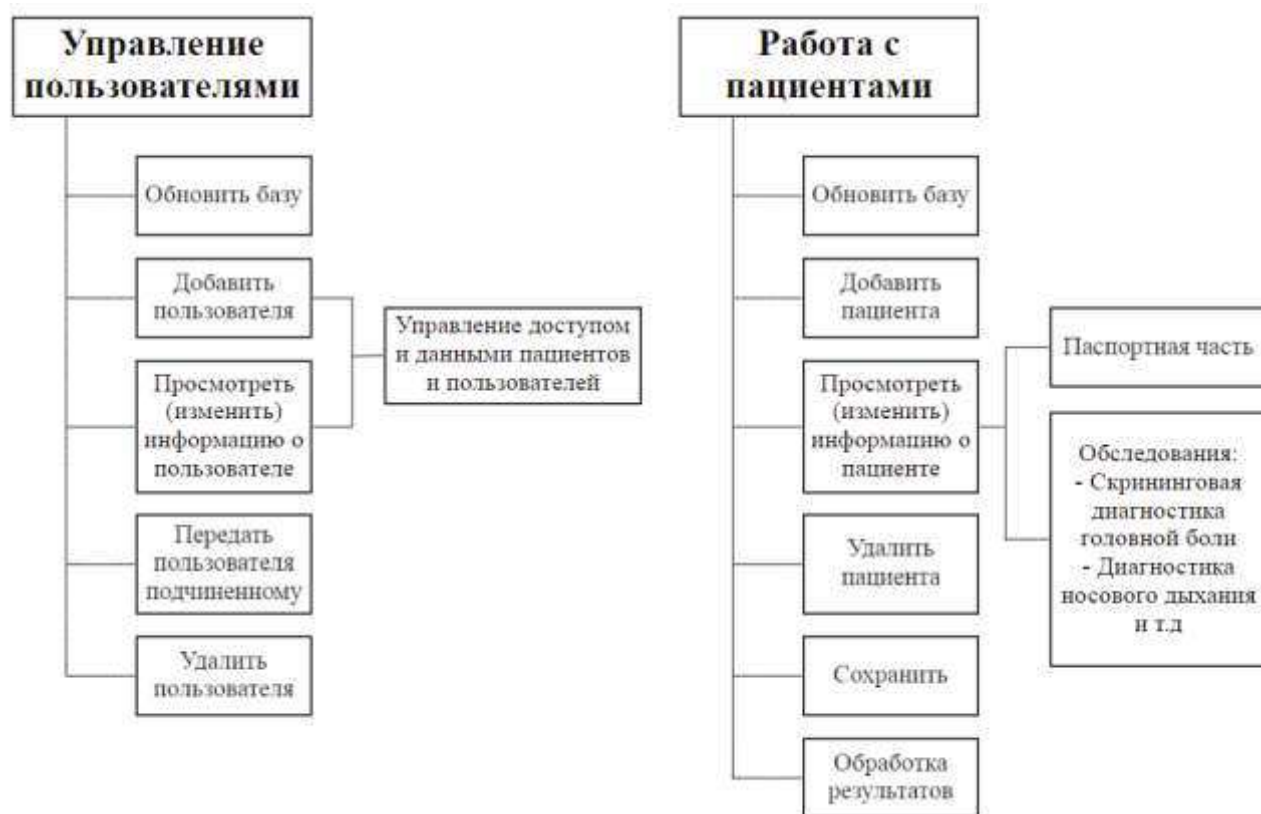 Управление
пользователями
Обновить базу
Добавить
пользователя
Просмотреть
(изменить)
информацию о
пользователе
Передать
пользователя
подчиненному
Удалить
пользователя
Управление доступом
и данными пациентов
и пользователей
Работа с
пациентами
Обновить базу
Добавить
пациента
Просмотреть
(изменить)
информацию о
пациенте
Удалить
пациента
Сохранить
Обработка
результатов
Паспортная часть
Обследования:
- Скрининговая
диагностика
головной боли
- Диагностика
носового дыхания
и т.д